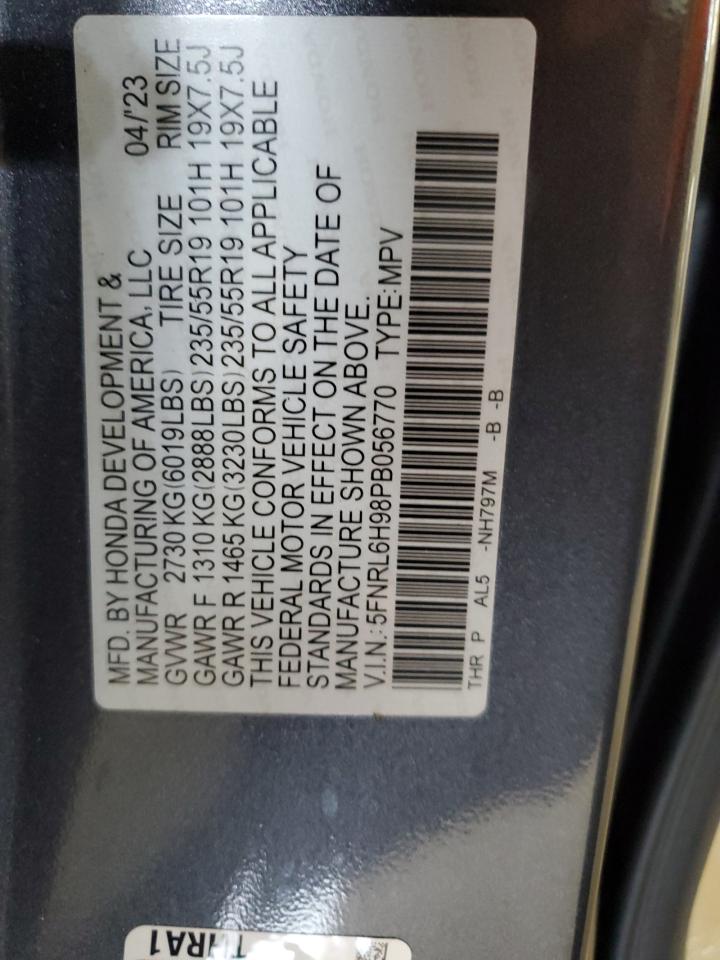 MFD. BY HONDA DEVELOPMENT &
MANUFACTURING OF AMERICA, LLC 04/'23
GVWR 2730 KG(6019LBS) TIRE SIZE RIM SIZE
GAWR F 1310 KG(2888LBS) 235/55R19 101H 19X7.5J
GAWR R 1465 KG(3230LBS) 235/55R19 101H 19X7.5J
THIS VEHICLE CONFORMS TO ALL APPLICABLE
FEDERAL MOTOR VEHICLE SAFETY
STANDARDS IN EFFECT ON THE DATE OF
MANUFACTURE SHOWN ABOVE.
V.I.N.: 5FNRL6H98PB056770 TYPE: MPV
THR P AL5 -NH797M -B -B
THRA1